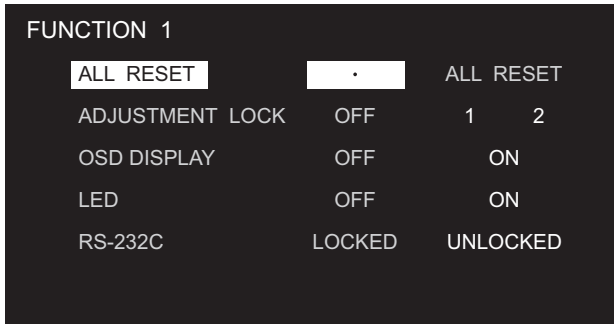 FUNCTION 1
ALL RESET · ALL RESET
ADJUSTMENT LOCK OFF 1 2
OSD DISPLAY OFF ON
LED OFF ON
RS-232C LOCKED UNLOCKED